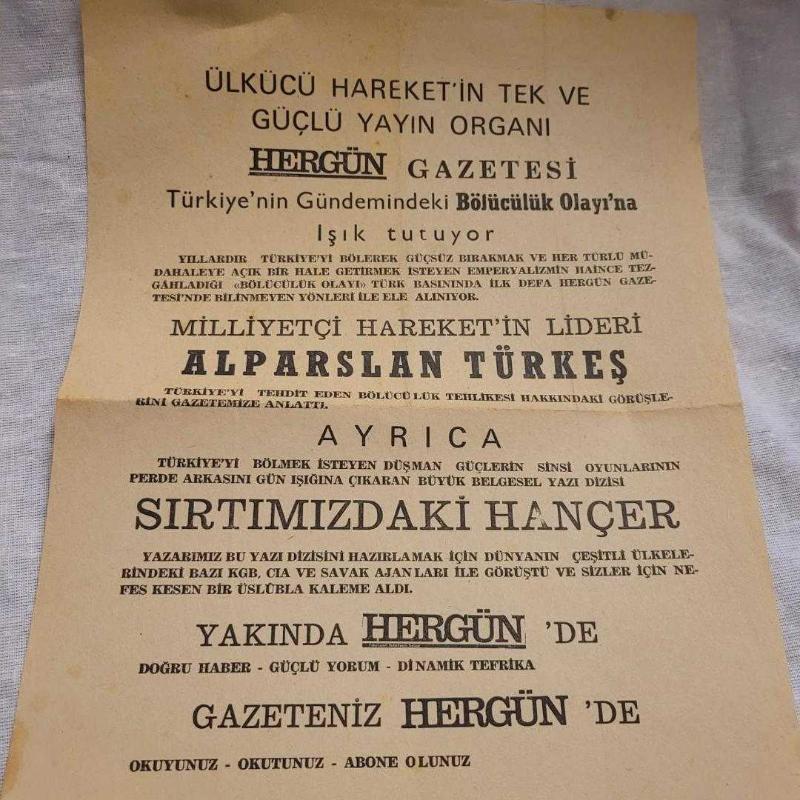 ÜLKÜCÜ HAREKET'İN TEK VE
GÜÇLÜ YAYIN ORGANI
HERGÜN GAZETESİ
Türkiye'nin Gündemindeki Bölücülük Olayı'na
Işık tutuyor
YILLARDIR TÜRKİYE'Yİ BÖLEREK GÜÇSÜZ BIRAKMAK VE HER TÜRLÜ MÜ-
DAHALEYE AÇIK BİR HALE GETİRMEK İSTEYEN EMPERYALİZMİN HAİNCE TEZ-
GÂHLADIĞI «BÖLÜCÜLÜK OLAYI» TÜRK BASININDA İLK DEFA HERGÜN GAZE-
TESİ'NDE BİLİNMEYEN YÖNLERİ İLE ELE ALINIYOR.
MİLLİYETÇİ HAREKET'İN LİDERİ
ALPARSLAN TÜRKEŞ
TÜRKİYE'Yİ TEHDİT EDEN BÖLÜCÜLÜK TEHLİKESİ HAKKINDAKİ GÖRÜŞLE-
RİNİ GAZETEMİZE ANLATTI.
AYRICA
TÜRKİYE'Yİ BÖLMEK İSTEYEN DÜŞMAN GÜÇLERİN SİNSİ OYUNLARININ
PERDE ARKASINI GÜN IŞIĞINA ÇIKARAN BÜYÜK BELGESEL YAZI DİZİSİ
SIRTIMIZDAKİ HANÇER
YAZARIMIZ BU YAZI DİZİSİNİ HAZIRLAMAK İÇİN DÜNYANIN ÇEŞİTLİ ÜLKELE-
RİNDEKİ BAZI KGB, CIA VE SAVAK AJANLARI İLE GÖRÜŞTÜ VE SİZLER İÇİN NE-
FES KESEN BİR ÜSLÛBLA KALEME ALDI.
YAKINDA HERGÜN 'DE
DOĞRU HABER - GÜÇLÜ YORUM - DİNAMİK TEFRİKA
GAZETENİZ HERGÜN 'DE
OKUYUNUZ - OKUTUNUZ - ABONE OLUNUZ